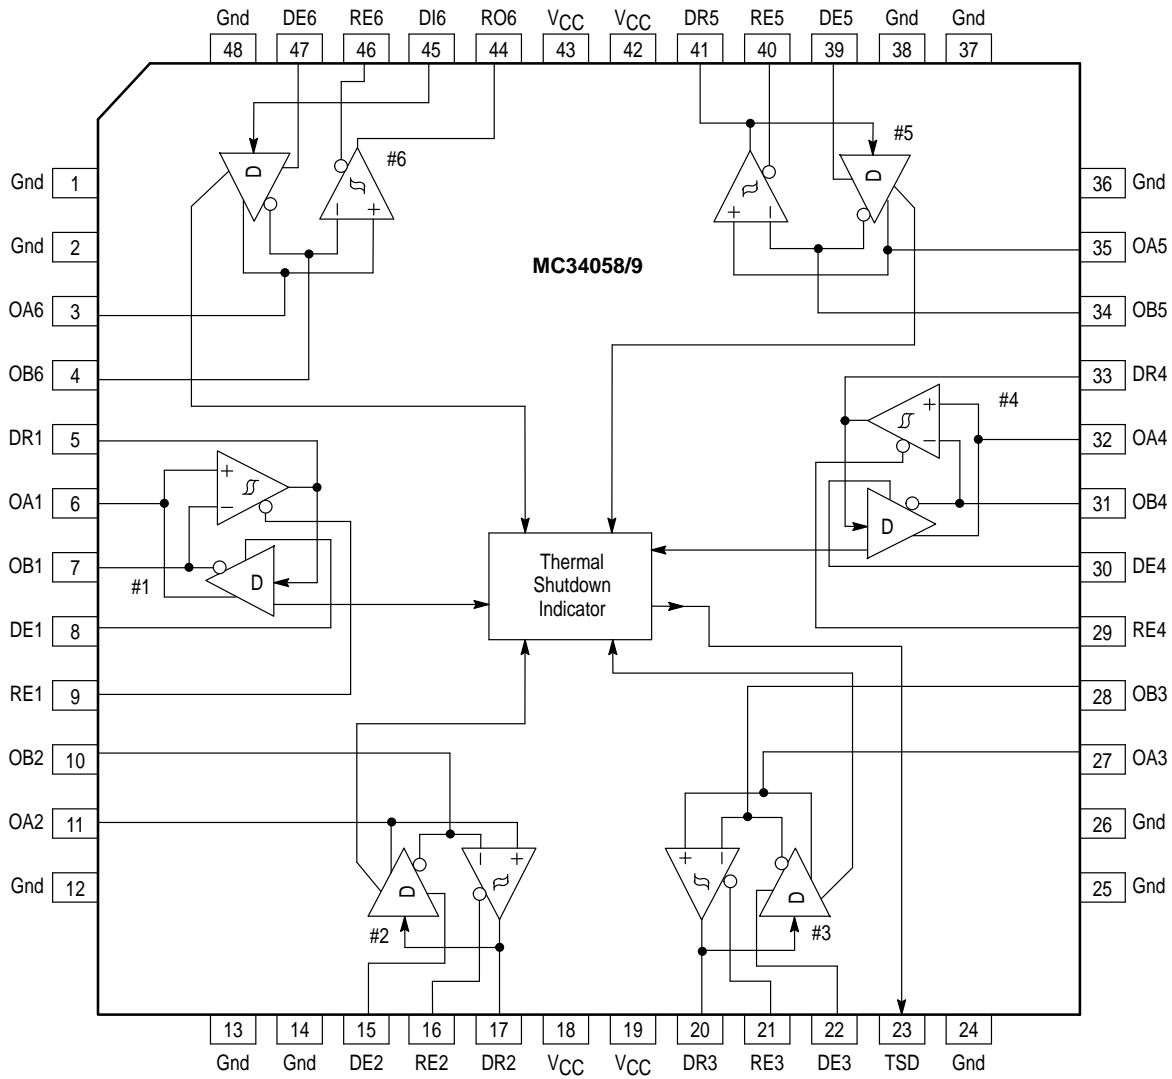 Gnd DE6 RE6 DI6 RO6 VCC VCC DR5 RE5 DE5 Gnd Gnd
48 47 46 45 44 43 42 41 40 39 38 37
D #6 - +
+ - D #5
Gnd 1
Gnd 2
OA6 3
OB6 4
DR1 5
OA1 6
OB1 7
DE1 8
RE1 9
OB2 10
OA2 11
Gnd 12
MC34058/9
36 Gnd
35 OA5
34 OB5
33 DR4
32 OA4
31 OB4
30 DE4
29 RE4
28 OB3
27 OA3
26 Gnd
25 Gnd
+ #4
-
D
+
-
#1 D
Thermal
Shutdown
Indicator
D - +
#2
+ - D
#3
13 14 15 16 17 18 19 20 21 22 23 24
Gnd Gnd DE2 RE2 DR2 VCC VCC DR3 RE3 DE3 TSD Gnd